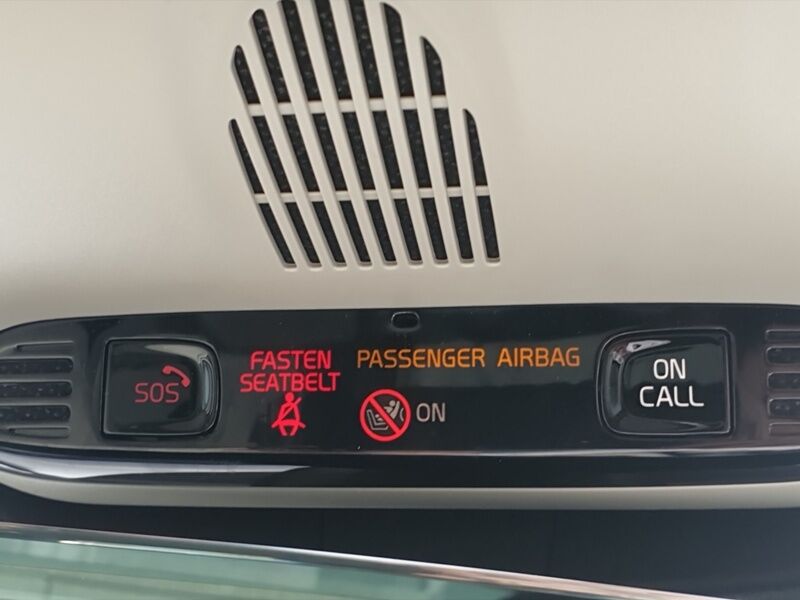 SOS
FASTEN
SEATBELT
PASSENGER AIRBAG
ON
ON
CALL